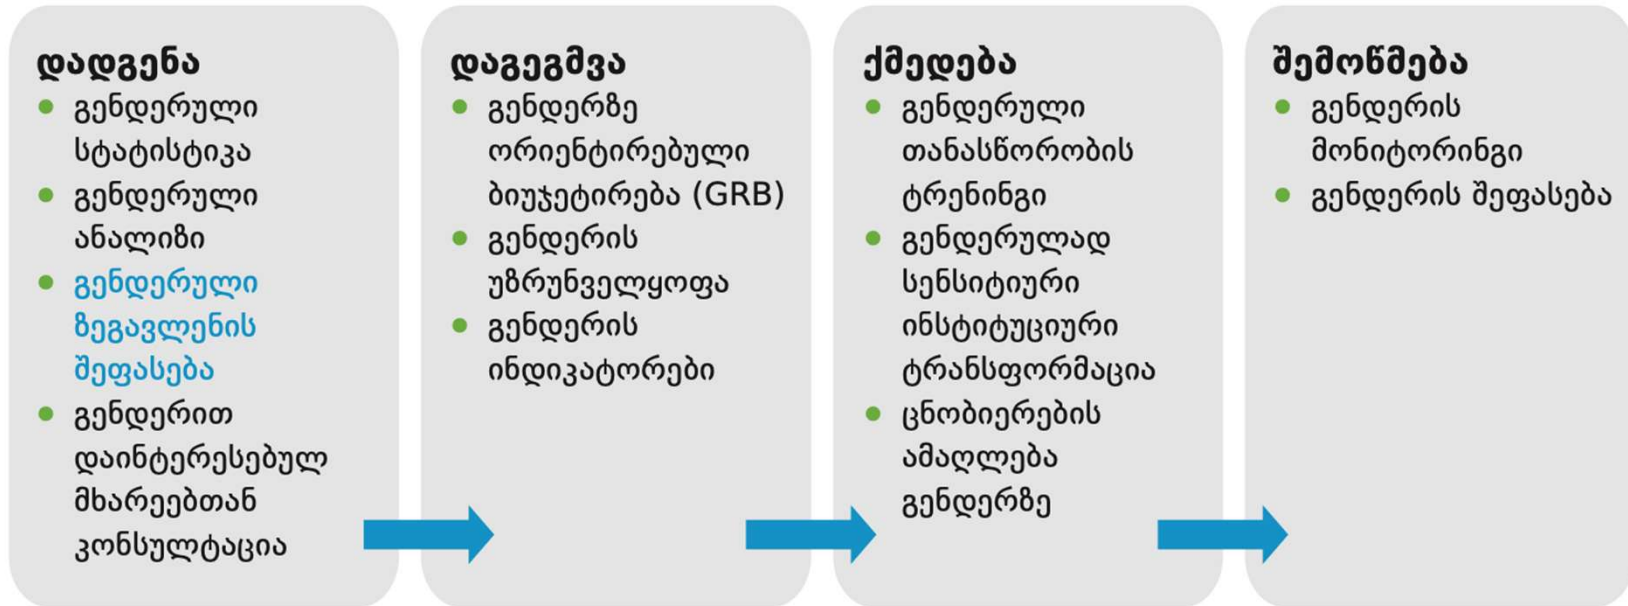 დადგენა
• გენდერული
სტატისტიკა
• გენდერული
ანალიზი
• გენდერული
ზეგავლენის
შეფასება
• გენდერით
დაინტერესებულ
მხარეებთან
კონსულტაცია
დაგეგმვა
• გენდერზე
ორიენტირებული
ბიუჯეტირება (GRB)
• გენდერის
უზრუნველყოფა
• გენდერის
ინდიკატორები
ქმედება
• გენდერული
თანასწორობის
ტრენინგი
• გენდერულად
სენსიტიური
ინსტიტუციური
ტრანსფორმაცია
• ცნობიერების
ამაღლება
გენდერზე
შემოწმება
• გენდერის
მონიტორინგი
• გენდერის შეფასება